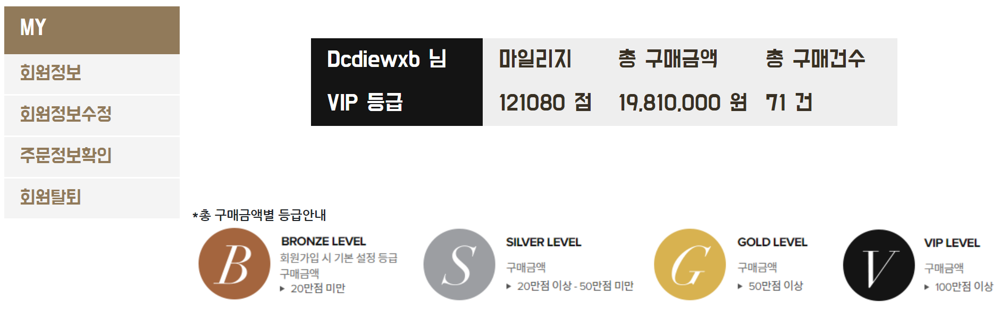 MY
회원정보
회원정보수정
주문정보확인
회원탈퇴
Dcdiewxb 님
VIP 등급
마일리지
121080 점
총 구매금액
19,810,000 원
총 구매건수
71 건
*총 구매금액별 등급안내
B
BRONZE LEVEL
회원가입 시 기본 설정 등급
구매금액
▶ 20만점 미만
S
SILVER LEVEL
구매금액
▶ 20만점 이상 - 50만점 미만
G
GOLD LEVEL
구매금액
▶ 50만점 이상
V
VIP LEVEL
구매금액
▶ 100만점 이상